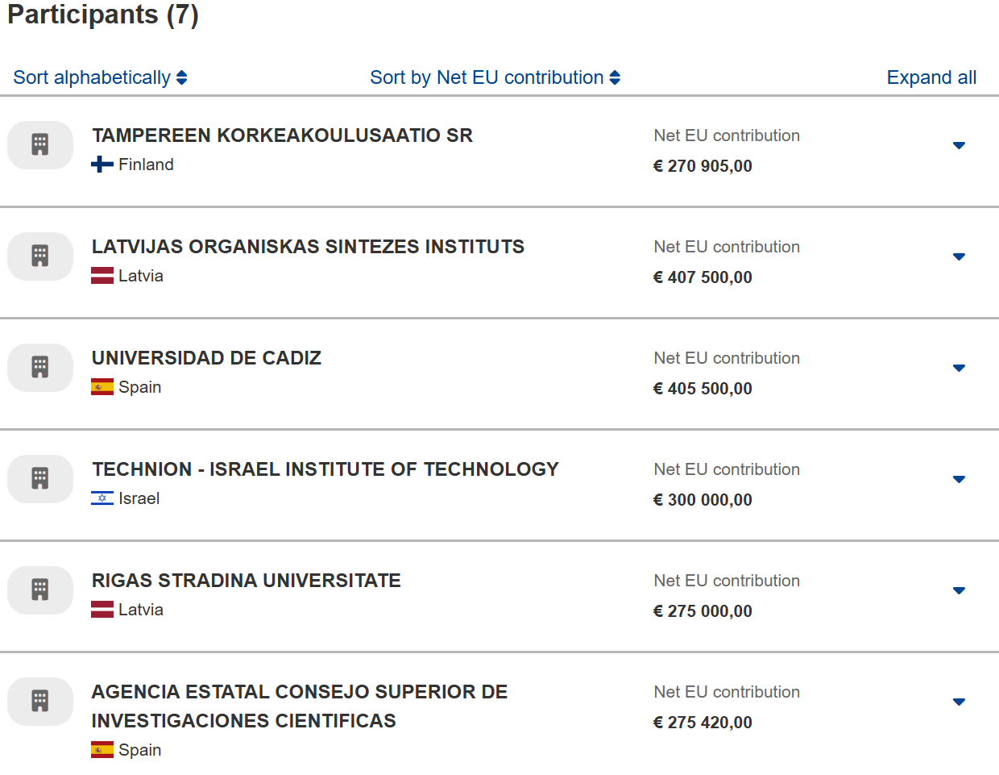 Participants (7)
Sort alphabetically
Sort by Net EU contribution
Expand all
TAMPEREEN KORKEAKOULUSAATIO SR
Finland
Net EU contribution
€ 270 905,00
LATVIJAS ORGANISKAS SINTEZES INSTITUTS
Latvia
Net EU contribution
€ 407 500,00
UNIVERSIDAD DE CADIZ
Spain
Net EU contribution
€ 405 500,00
TECHNION - ISRAEL INSTITUTE OF TECHNOLOGY
Israel
Net EU contribution
€ 300 000,00
RIGAS STRADINA UNIVERSITATE
Latvia
Net EU contribution
€ 275 000,00
AGENCIA ESTATAL CONSEJO SUPERIOR DE
INVESTIGACIONES CIENTIFICAS
Spain
Net EU contribution
€ 275 420,00